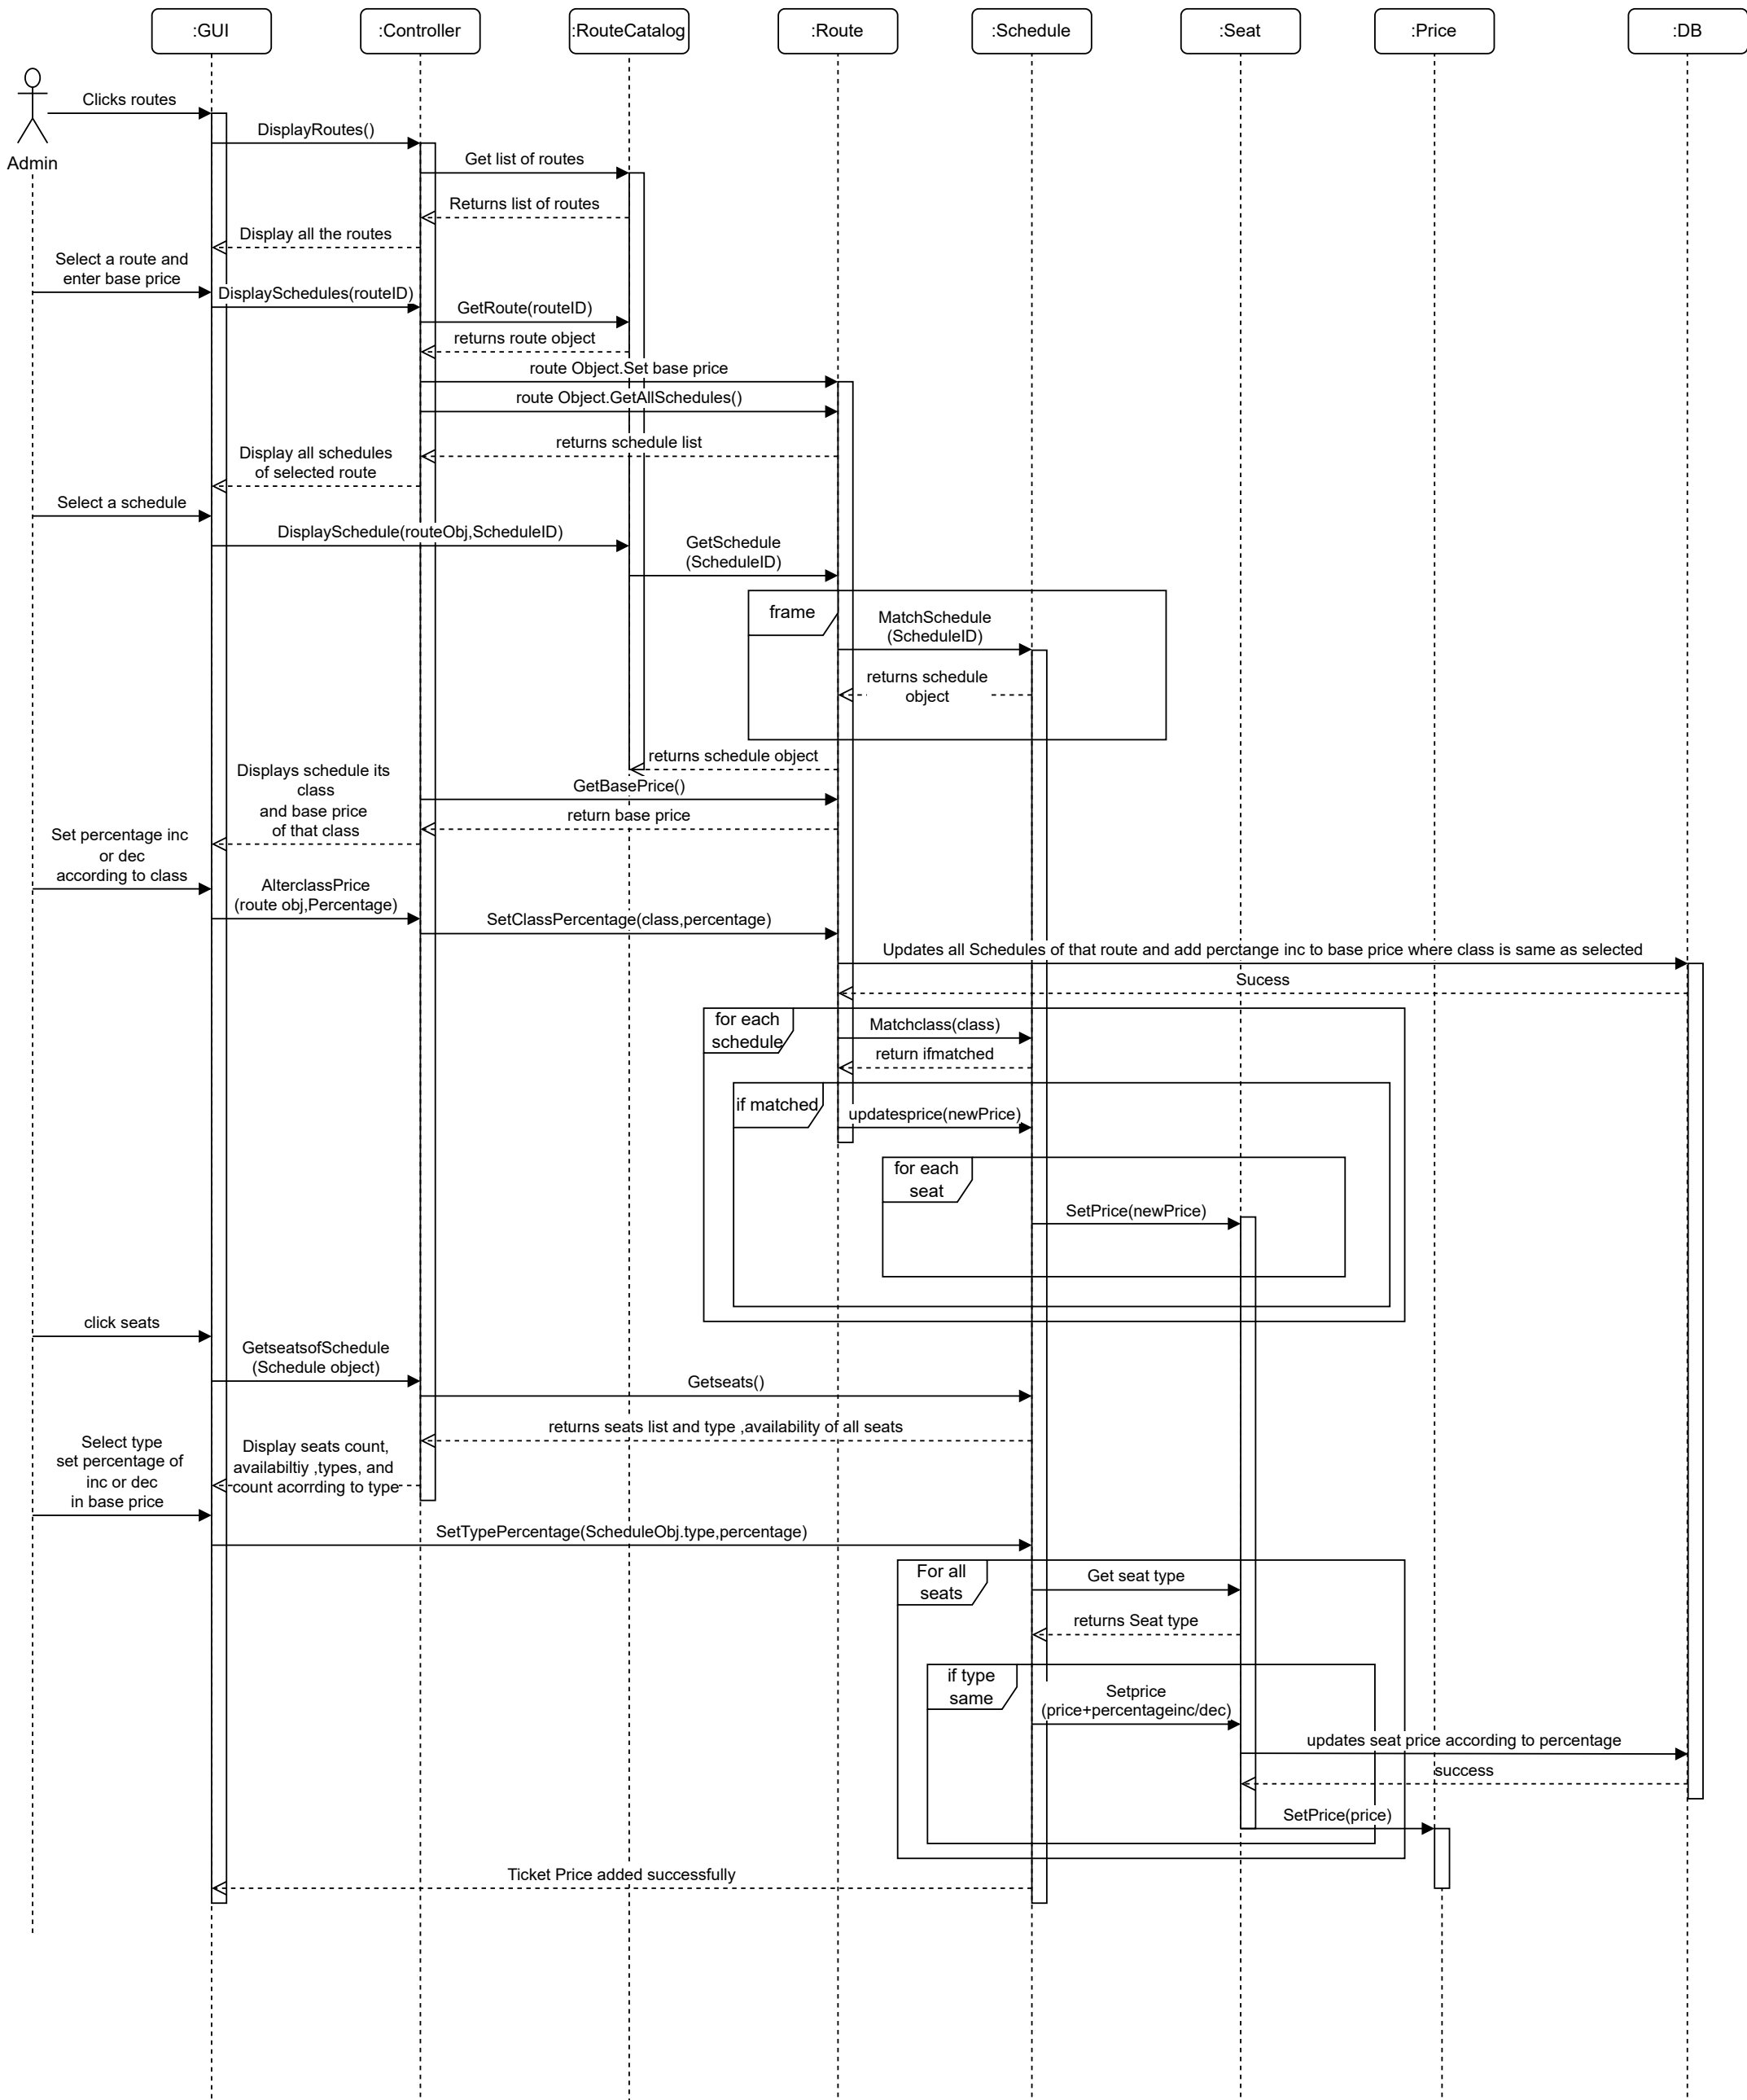 :GUI
:Controller
:RouteCatalog
:Route
:Schedule
:Seat
:Price
:DB
Admin
Clicks routes
DisplayRoutes()
Get list of routes
Returns list of routes
Display all the routes
Select a route and
enter base price
DisplaySchedules(routeID)
GetRoute(routeID)
returns route object
route Object.Set base price
route Object.GetAllSchedules()
returns schedule list
Display all schedules
of selected route
Select a schedule
DisplaySchedule(routeObj,ScheduleID)
GetSchedule
(ScheduleID)
frame
MatchSchedule
(ScheduleID)
returns schedule
object
returns schedule object
GetBasePrice()
return base price
Displays schedule its
class
and base price
of that class
Set percentage inc
or dec
according to class
AlterclassPrice
(route obj,Percentage)
SetClassPercentage(class,percentage)
Updates all Schedules of that route and add perctange inc to base price where class is same as selected
Sucess
for each
schedule
Matchclass(class)
return ifmatched
if matched
updatesprice(newPrice)
for each
seat
SetPrice(newPrice)
click seats
GetseatsofSchedule
(Schedule object)
Getseats()
returns seats list and type ,availability of all seats
Display seats count,
availabiltiy ,types, and
count acorrding to type
Select type
set percentage of
inc or dec
in base price
SetTypePercentage(ScheduleObj.type,percentage)
For all
seats
Get seat type
returns Seat type
if type
same
Setprice
(price+percentageinc/dec)
updates seat price according to percentage
success
SetPrice(price)
Ticket Price added successfully